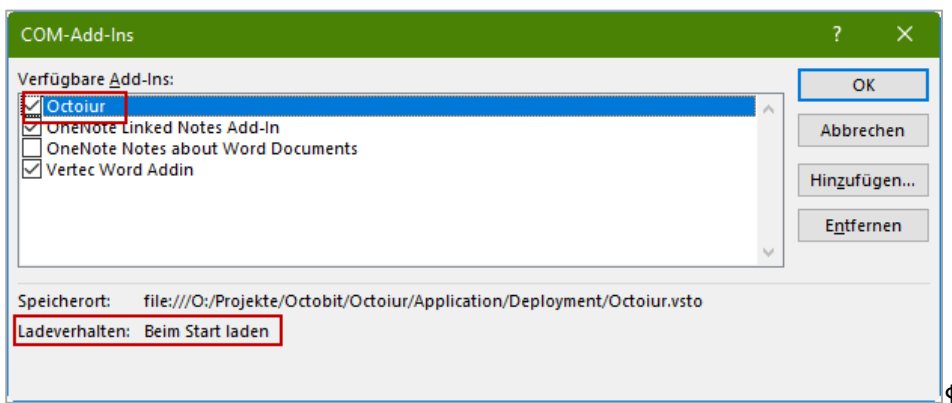 COM-Add-Ins
Verfügbare Add-Ins:
Octoiur
OneNote Linked Notes Add-In
OneNote Notes about Word Documents
Vertec Word Addin
OK
Abbrechen
Hinzufügen...
Entfernen
Speicherort: file:///O:/Projekte/Octobit/Octoiur/Application/Deployment/Octoiur.vsto
Ladeverhalten: Beim Start laden